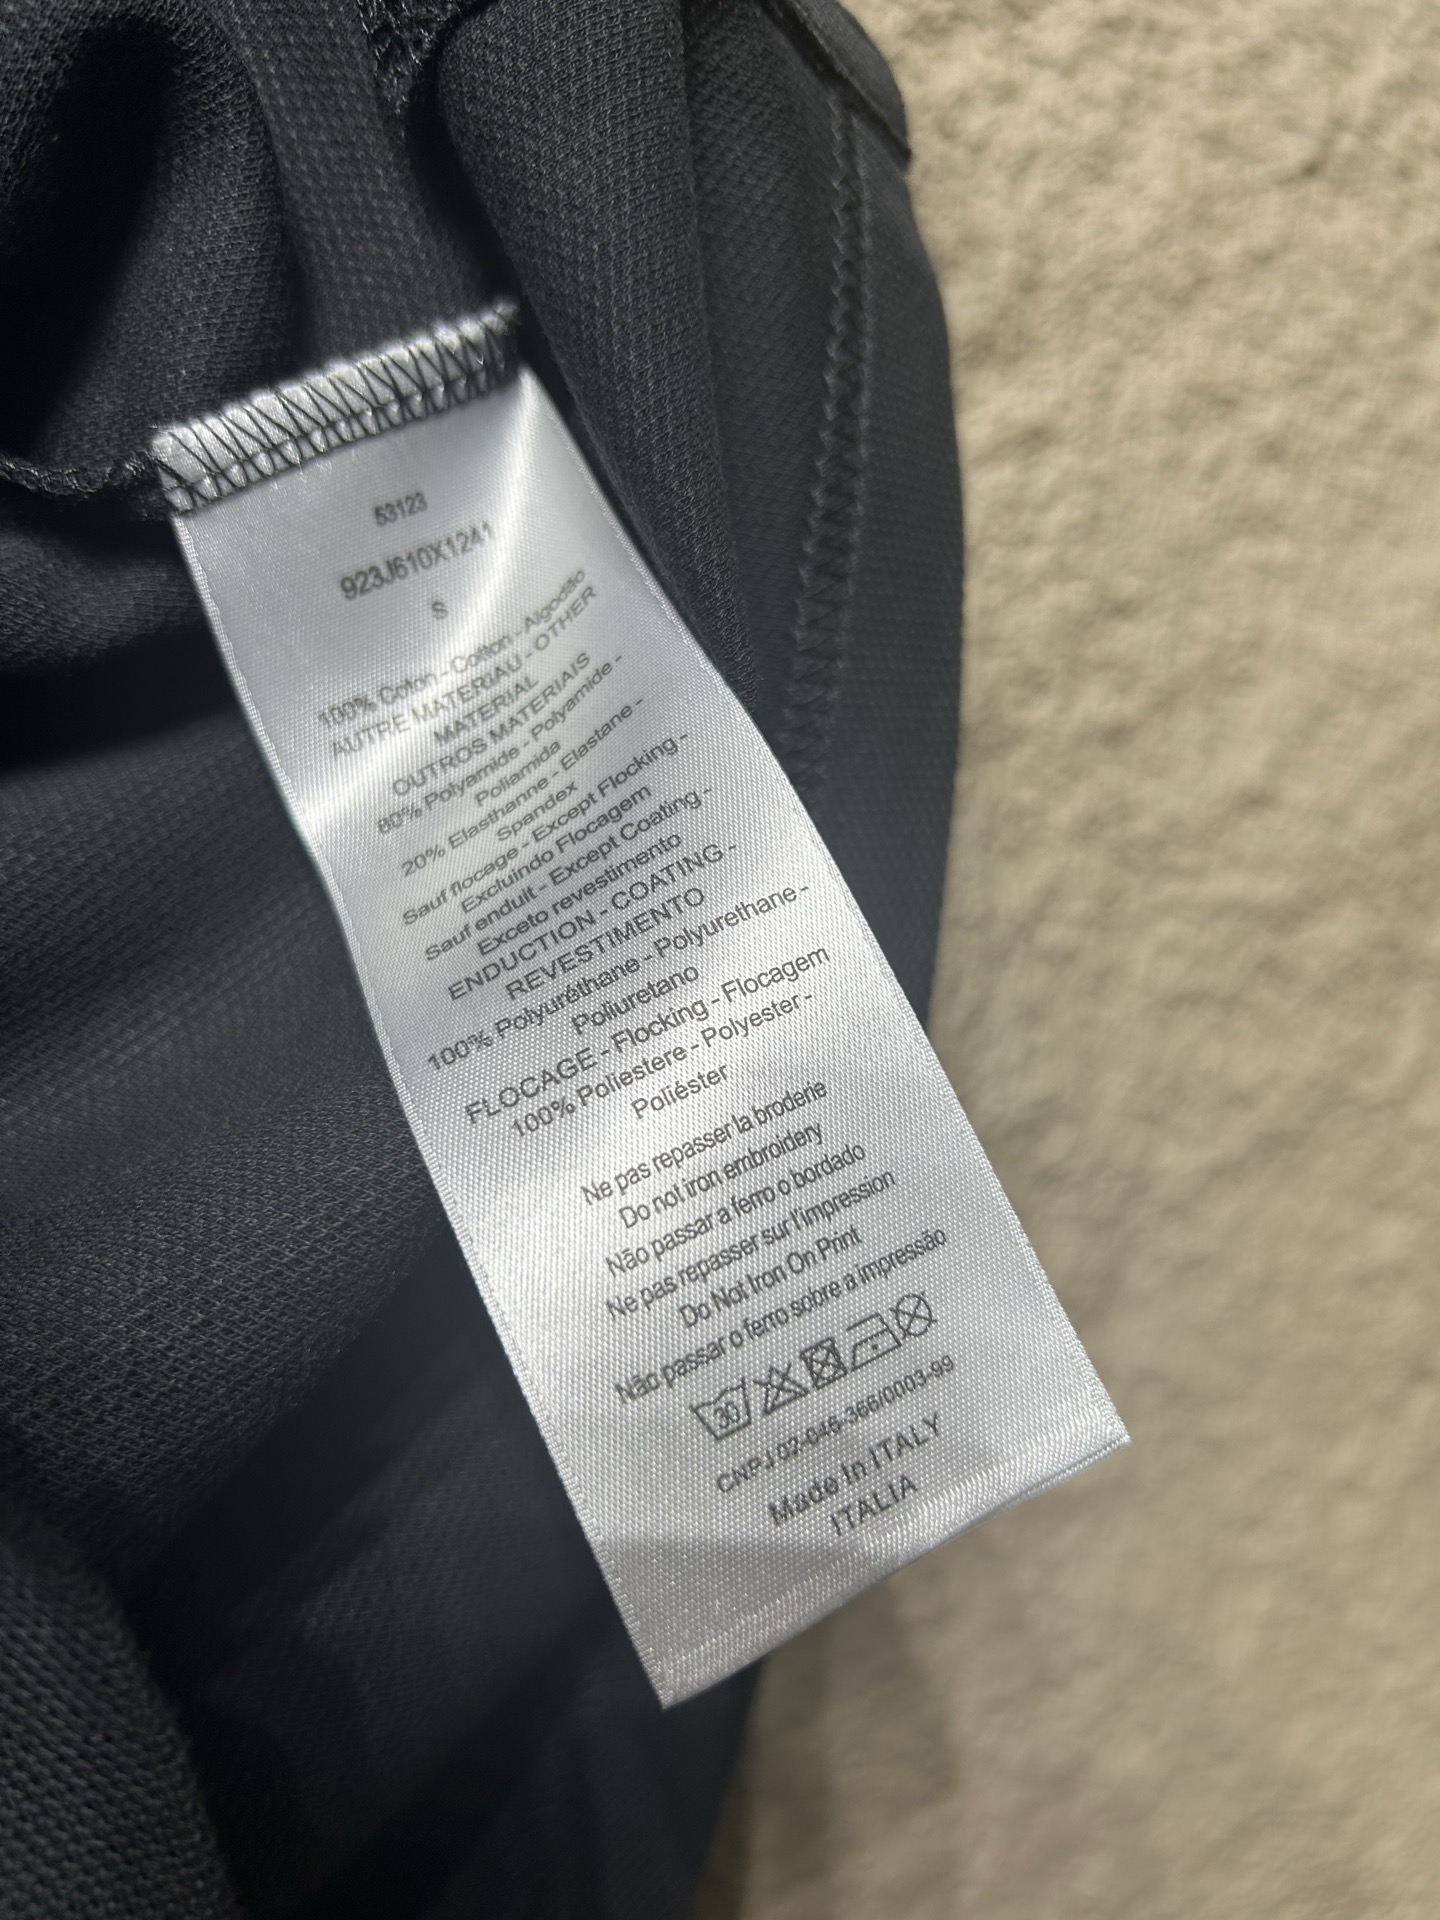 53123
923J610X1241
S
100% Coton - Cotton - Algodão
AUTRE MATERIAU - OTHER
MATERIAL
OUTROS MATERIAIS
80% Polyamide - Polyamide -
Poliamida
20% Elasthanne - Elastane -
Spandex
Sauf flocage - Except Flocking -
Excluindo Flocagem
Sauf enduit - Except Coating -
Exceto revestimento
ENDUCTION - COATING -
REVESTIMENTO
100% Polyuréthane - Polyurethane -
Poliuretano
FLOCAGE - Flocking - Flocagem
100% Poliestere - Polyester -
Poliéster
Ne pas repasser la broderie
Do not iron embroidery
Não passar a ferro o bordado
Ne pas repasser sur l'impression
Do Not Iron On Print
Não passar o ferro sobre a impressão
30
CNPJ 02-046-366/0003-99
Made In ITALY
ITALIA